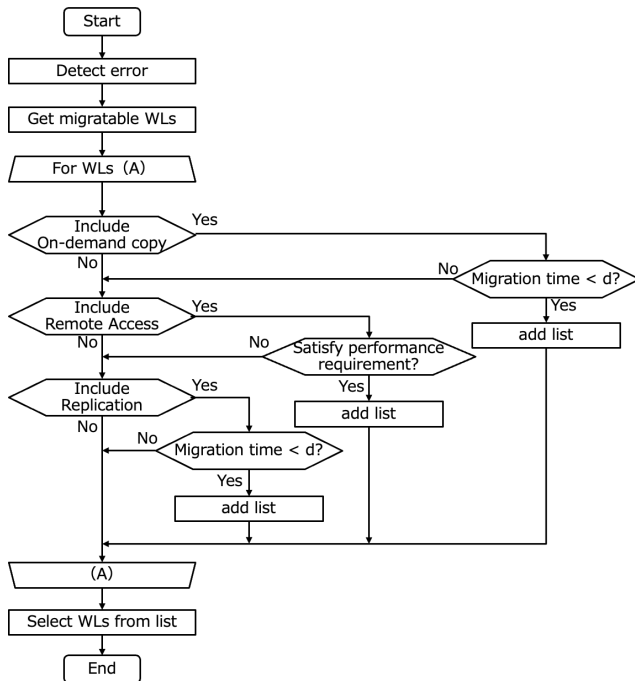 Start
Detect error
Get migratable WLs
For WLs (A)
Include
On-demand copy
Yes
No
Migration time < d?
No
Yes
add list
Include
Remote Access
Yes
No
Satisfy performance
requirement?
No
Yes
add list
Include
Replication
Yes
No
Migration time < d?
No
Yes
add list
(A)
Select WLs from list
End